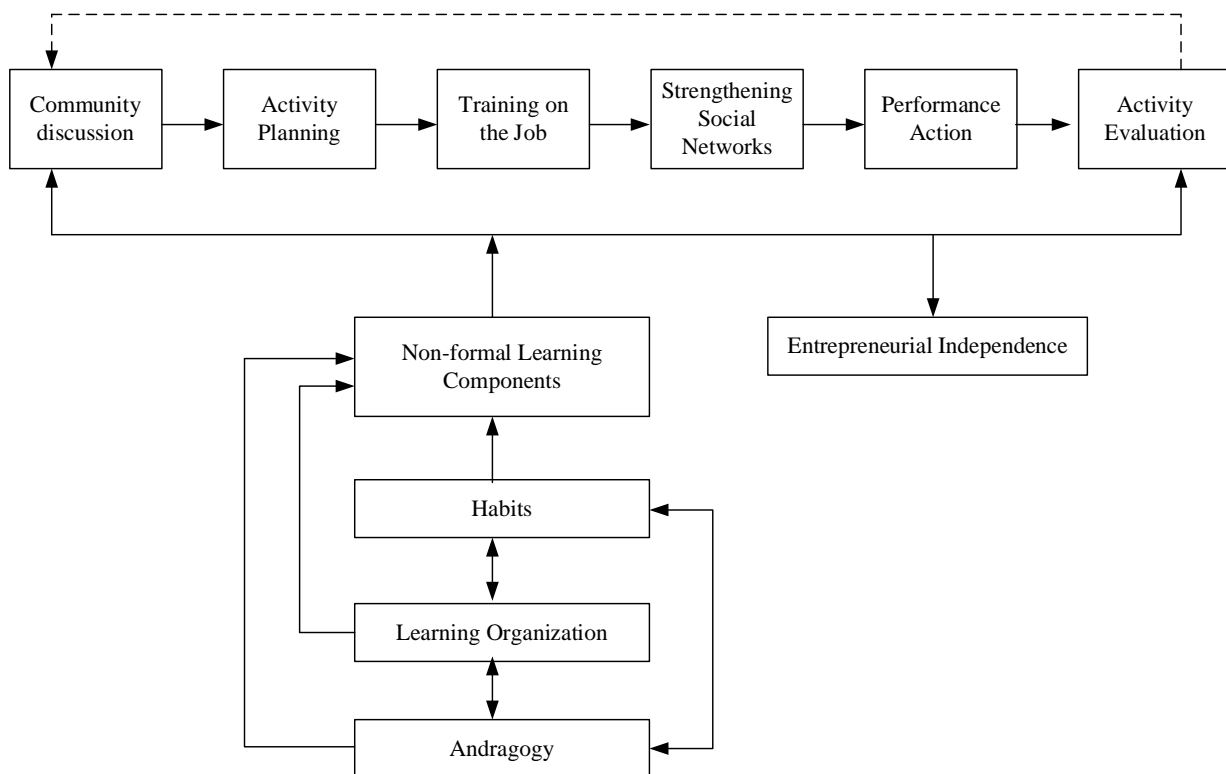 Community
discussion
Activity
Planning
Training on
the Job
Strengthening
Social
Networks
Performance
Action
Activity
Evaluation
Non-formal Learning
Components
Entrepreneurial Independence
Habits
Learning Organization
Andragogy